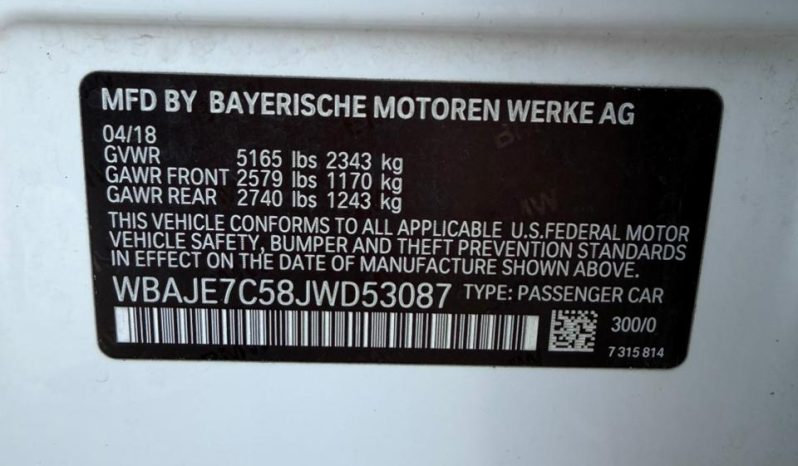 MFD BY BAYERISCHE MOTOREN WERKE AG
04/18
GVWR 5165 lbs 2343 kg
GAWR FRONT 2579 lbs 1170 kg
GAWR REAR 2740 lbs 1243 kg
THIS VEHICLE CONFORMS TO ALL APPLICABLE U.S.FEDERAL MOTOR
VEHICLE SAFETY, BUMPER AND THEFT PREVENTION STANDARDS
IN EFFECT ON THE DATE OF MANUFACTURE SHOWN ABOVE.
WBAJE7C58JWD53087 TYPE: PASSENGER CAR
300/0
7 315 814